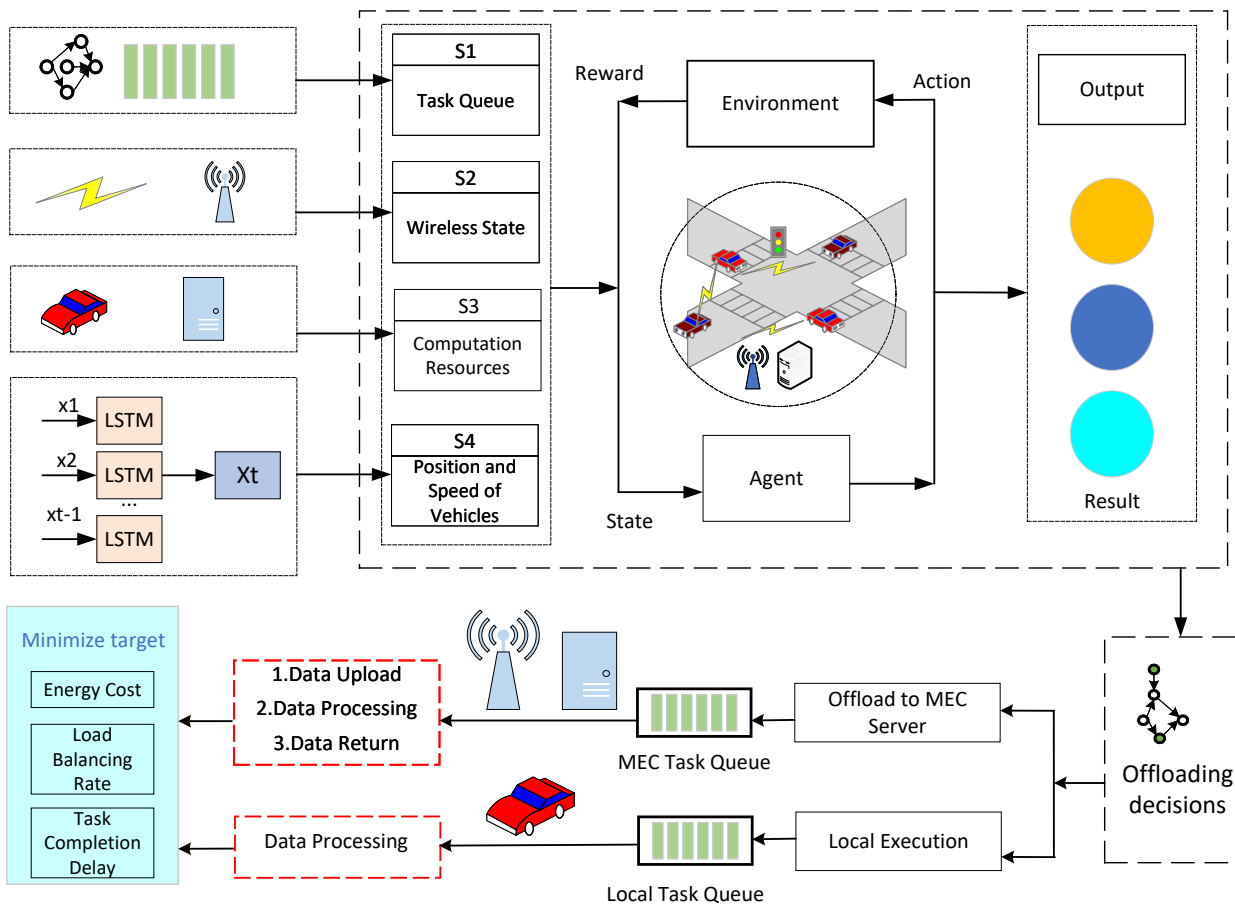 S1
Task Queue
S2
Wireless State
S3
Computation
Resources
S4
Position and
Speed of
Vehicles
x1
LSTM
x2
LSTM
Xt
...
xt-1
LSTM
Reward
Environment
Action
State
Agent
Output
Result
Minimize target
Energy Cost
Load
Balancing
Rate
Task
Completion
Delay
1.Data Upload
2.Data Processing
3.Data Return
MEC Task Queue
Offload to MEC
Server
Data Processing
Local Task Queue
Local Execution
Offloading
decisions